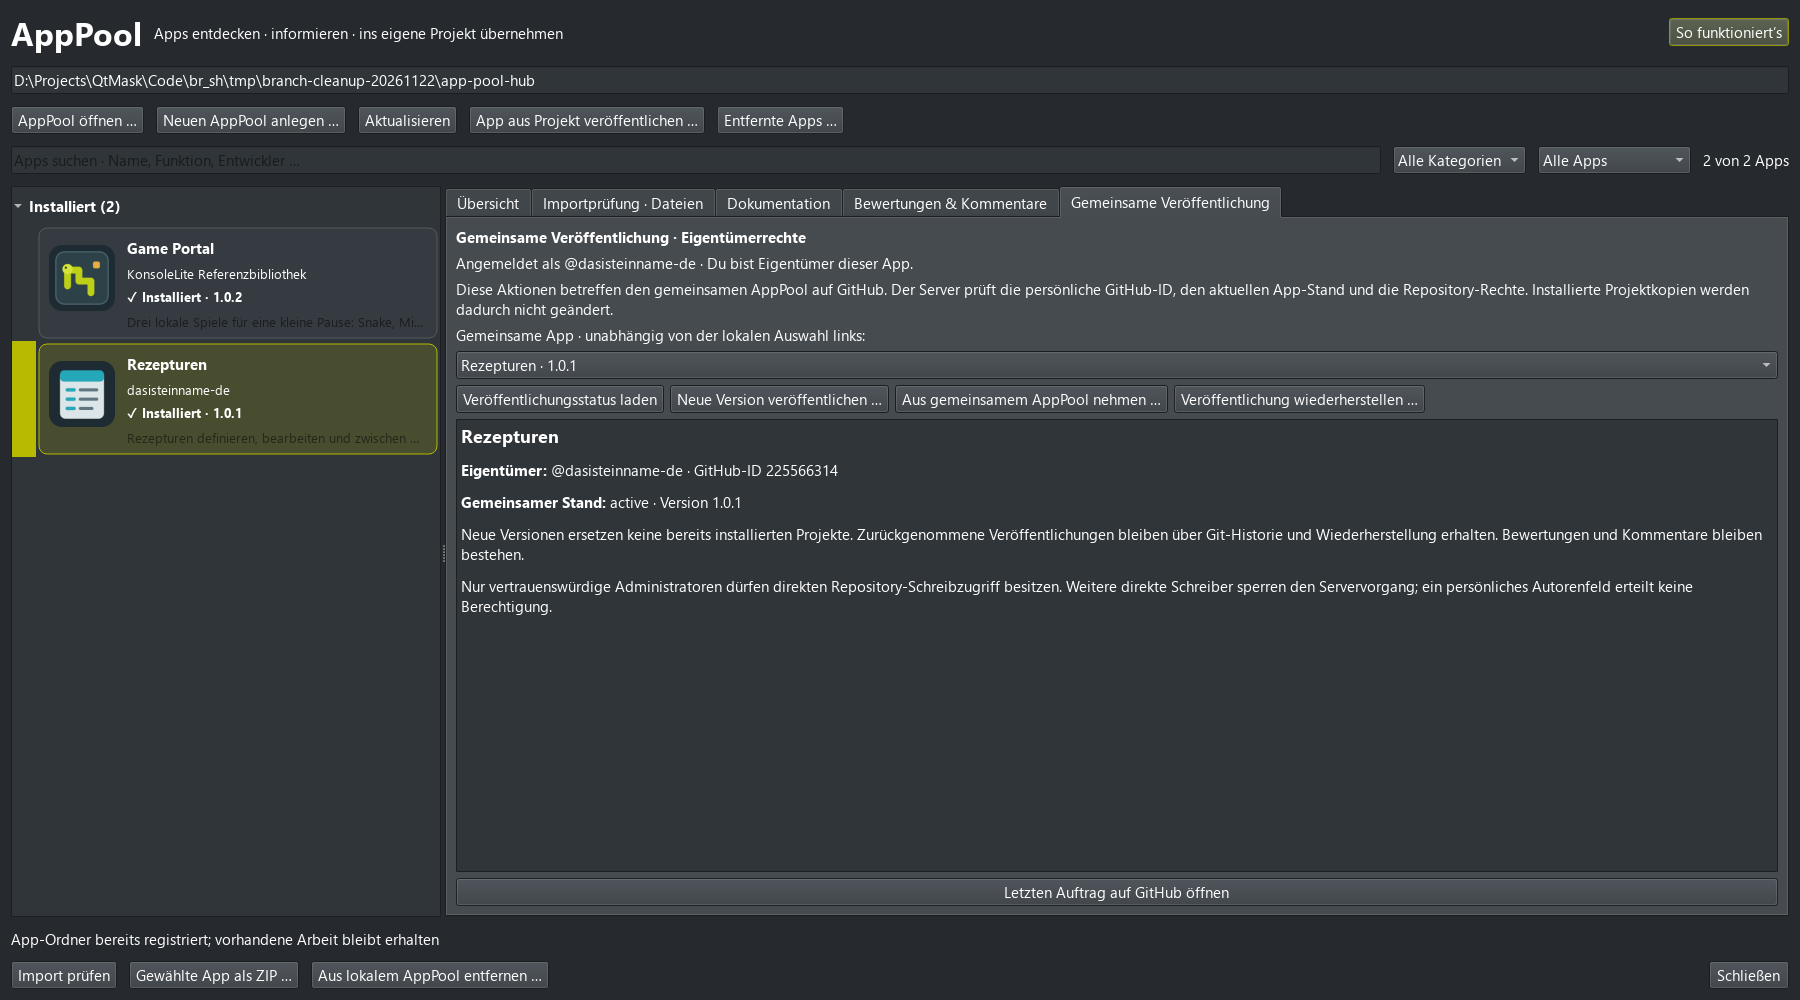 AppPool Apps entdecken · informieren · ins eigene Projekt übernehmen So funktioniert's
D:\Projects\QtMask\Code\br_sh\tmp\branch-cleanup-20261122\app-pool-hub
AppPool öffnen ... Neuen AppPool anlegen ... Aktualisieren App aus Projekt veröffentlichen ... Entfernte Apps ...
Apps suchen · Name, Funktion, Entwickler ... Alle Kategorien Alle Apps 2 von 2 Apps
Installiert (2)
Game Portal
KonsoleLite Referenzbibliothek
✓ Installiert · 1.0.2
Drei lokale Spiele für eine kleine Pause: Snake, Mi...
Rezepturen
dasisteinname-de
✓ Installiert · 1.0.1
Rezepturen definieren, bearbeiten und zwischen ...
Übersicht Importprüfung · Dateien Dokumentation Bewertungen & Kommentare Gemeinsame Veröffentlichung
Gemeinsame Veröffentlichung · Eigentümerrechte
Angemeldet als @dasisteinname-de · Du bist Eigentümer dieser App.
Diese Aktionen betreffen den gemeinsamen AppPool auf GitHub. Der Server prüft die persönliche GitHub-ID, den aktuellen App-Stand und die Repository-Rechte. Installierte Projektkopien werden
dadurch nicht geändert.
Gemeinsame App · unabhängig von der lokalen Auswahl links:
Rezepturen · 1.0.1
Veröffentlichungsstatus laden Neue Version veröffentlichen ... Aus gemeinsamem AppPool nehmen ... Veröffentlichung wiederherstellen ...
Rezepturen
Eigentümer: @dasisteinname-de · GitHub-ID 225566314
Gemeinsamer Stand: active · Version 1.0.1
Neue Versionen ersetzen keine bereits installierten Projekte. Zurückgenommene Veröffentlichungen bleiben über Git-Historie und Wiederherstellung erhalten. Bewertungen und Kommentare bleiben
bestehen.
Nur vertrauenswürdige Administratoren dürfen direkten Repository-Schreibzugriff besitzen. Weitere direkte Schreiber sperren den Servervorgang; ein persönliches Autorenfeld erteilt keine
Berechtigung.
Letzten Auftrag auf GitHub öffnen
App-Ordner bereits registriert; vorhandene Arbeit bleibt erhalten
Import prüfen Gewählte App als ZIP ... Aus lokalem AppPool entfernen ... Schließen